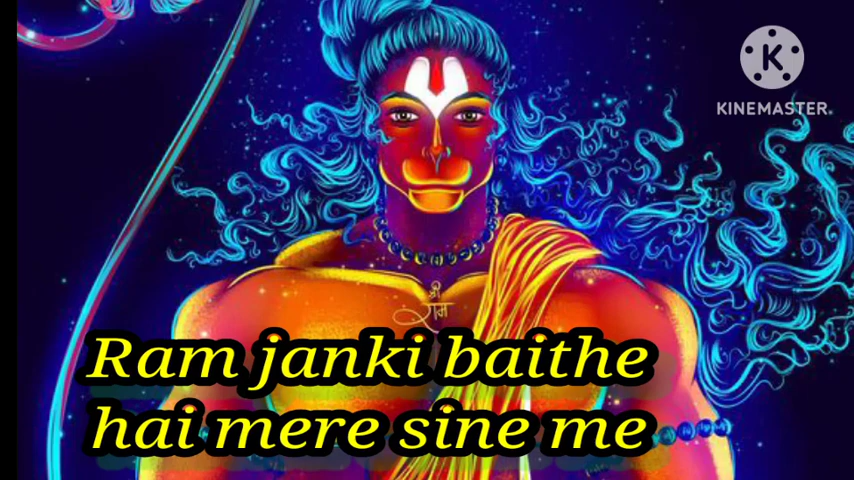 KINEMASTER
श्री
राम
Ram janki baithe
hai mere sine me